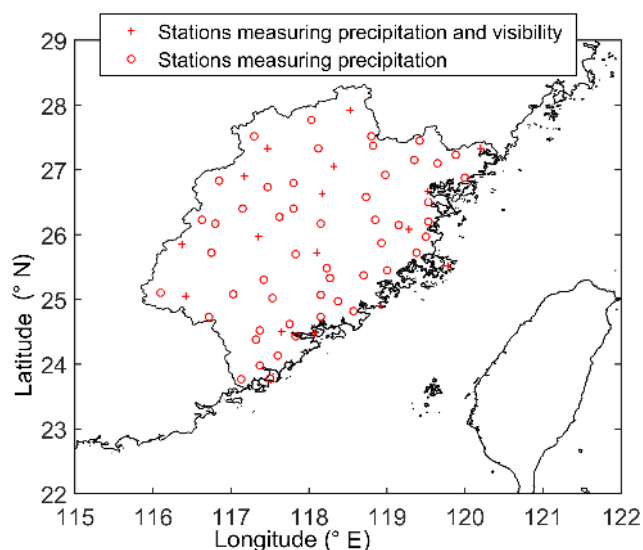 + Stations measuring precipitation and visibility
o Stations measuring precipitation
29
28
27
26
25
24
23
22
Latitude (° N)
115 116 117 118 119 120 121 122
Longitude (° E)